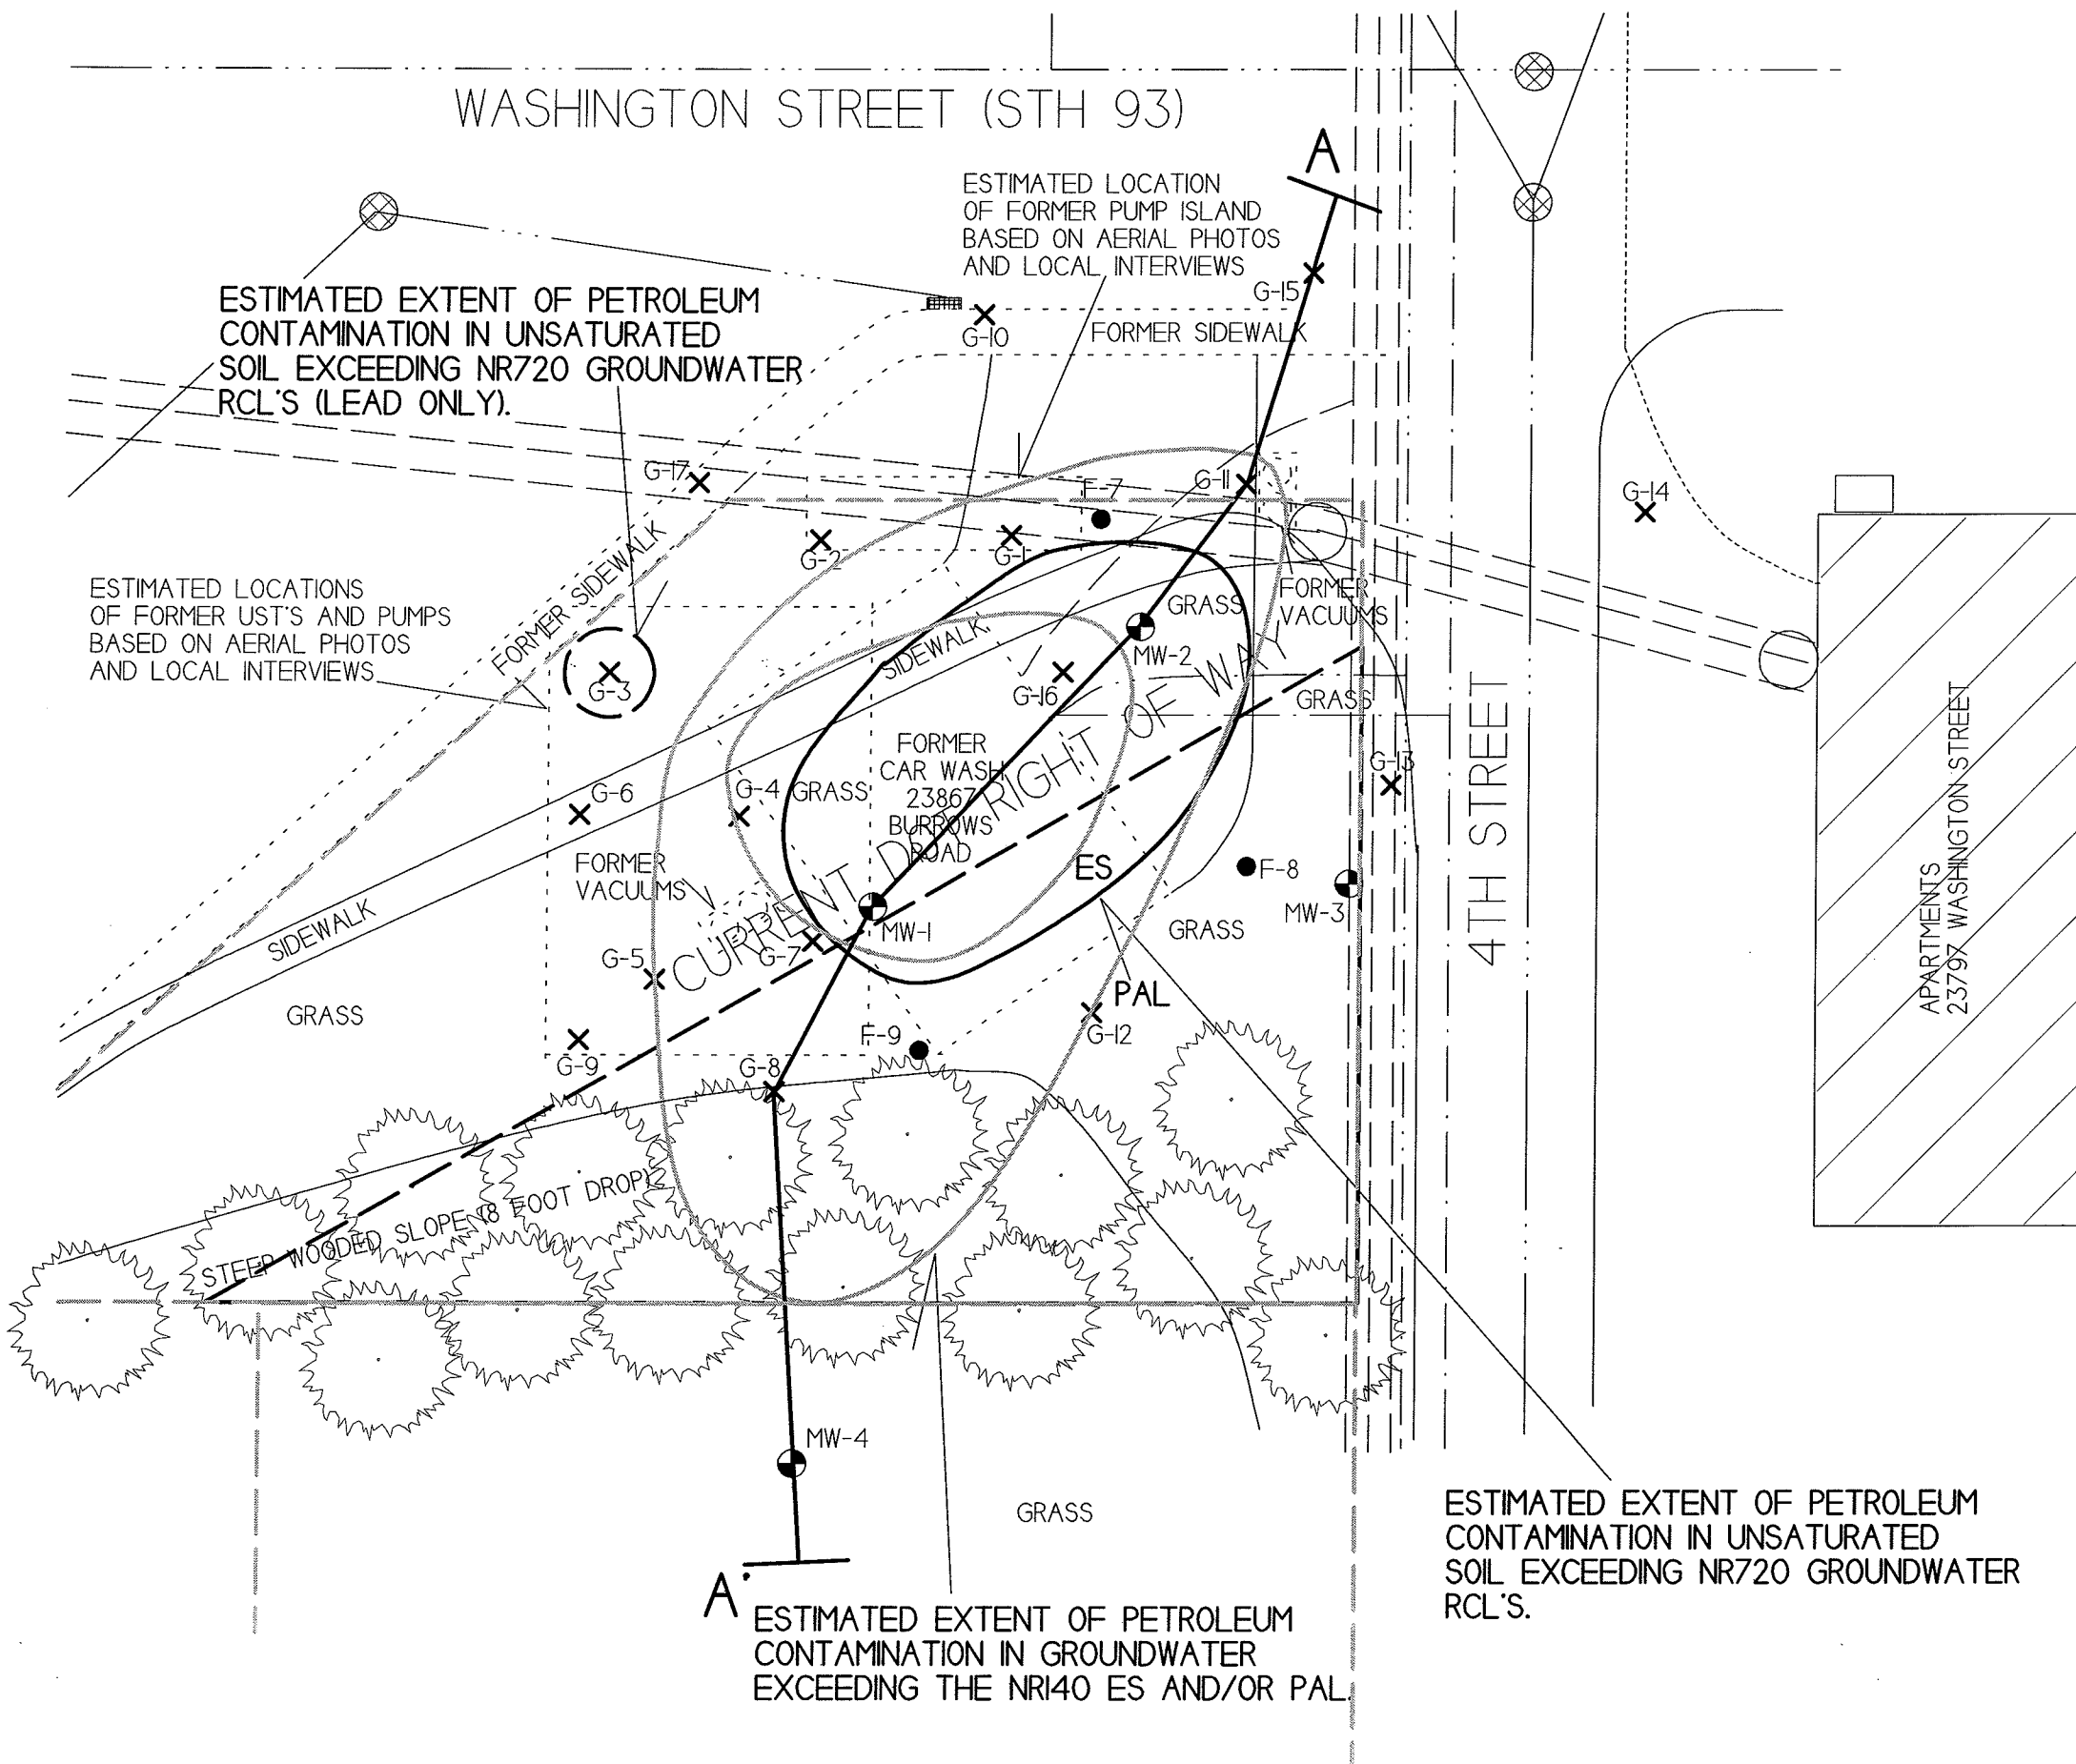 WASHINGTON STREET (STH 93)
A
ESTIMATED LOCATION
OF FORMER PUMP ISLAND
BASED ON AERIAL PHOTOS
AND LOCAL INTERVIEWS
G-15
ESTIMATED EXTENT OF PETROLEUM
CONTAMINATION IN UNSATURATED
SOIL EXCEEDING NR720 GROUNDWATER
RCL'S (LEAD ONLY).
G-10
FORMER SIDEWALK
G-17
G-11
F-7
G-14
G-2
G-1
FORMER SIDEWALK
ESTIMATED LOCATIONS
OF FORMER UST'S AND PUMPS
BASED ON AERIAL PHOTOS
AND LOCAL INTERVIEWS
FORMER
VACUUMS
GRASS
SIDEWALK
MW-2
G-3
G-16
GRASS
FORMER
CAR WASH
23867
BURROWS
ROAD
4TH STREET
APARTMENTS
23797 WASHINGTON STREET
G-13
G-6
G-4
GRASS
CURRENT DOT RIGHT OF WAY
FORMER
VACUUMS
ES
F-8
MW-3
SIDEWALK
MW-1
GRASS
G-7
G-5
PAL
GRASS
G-12
F-9
G-9
G-8
STEEP WOODED SLOPE (8 FOOT DROP)
MW-4
GRASS
ESTIMATED EXTENT OF PETROLEUM
CONTAMINATION IN UNSATURATED
SOIL EXCEEDING NR720 GROUNDWATER
RCL'S.
A'
ESTIMATED EXTENT OF PETROLEUM
CONTAMINATION IN GROUNDWATER
EXCEEDING THE NR140 ES AND/OR PAL.